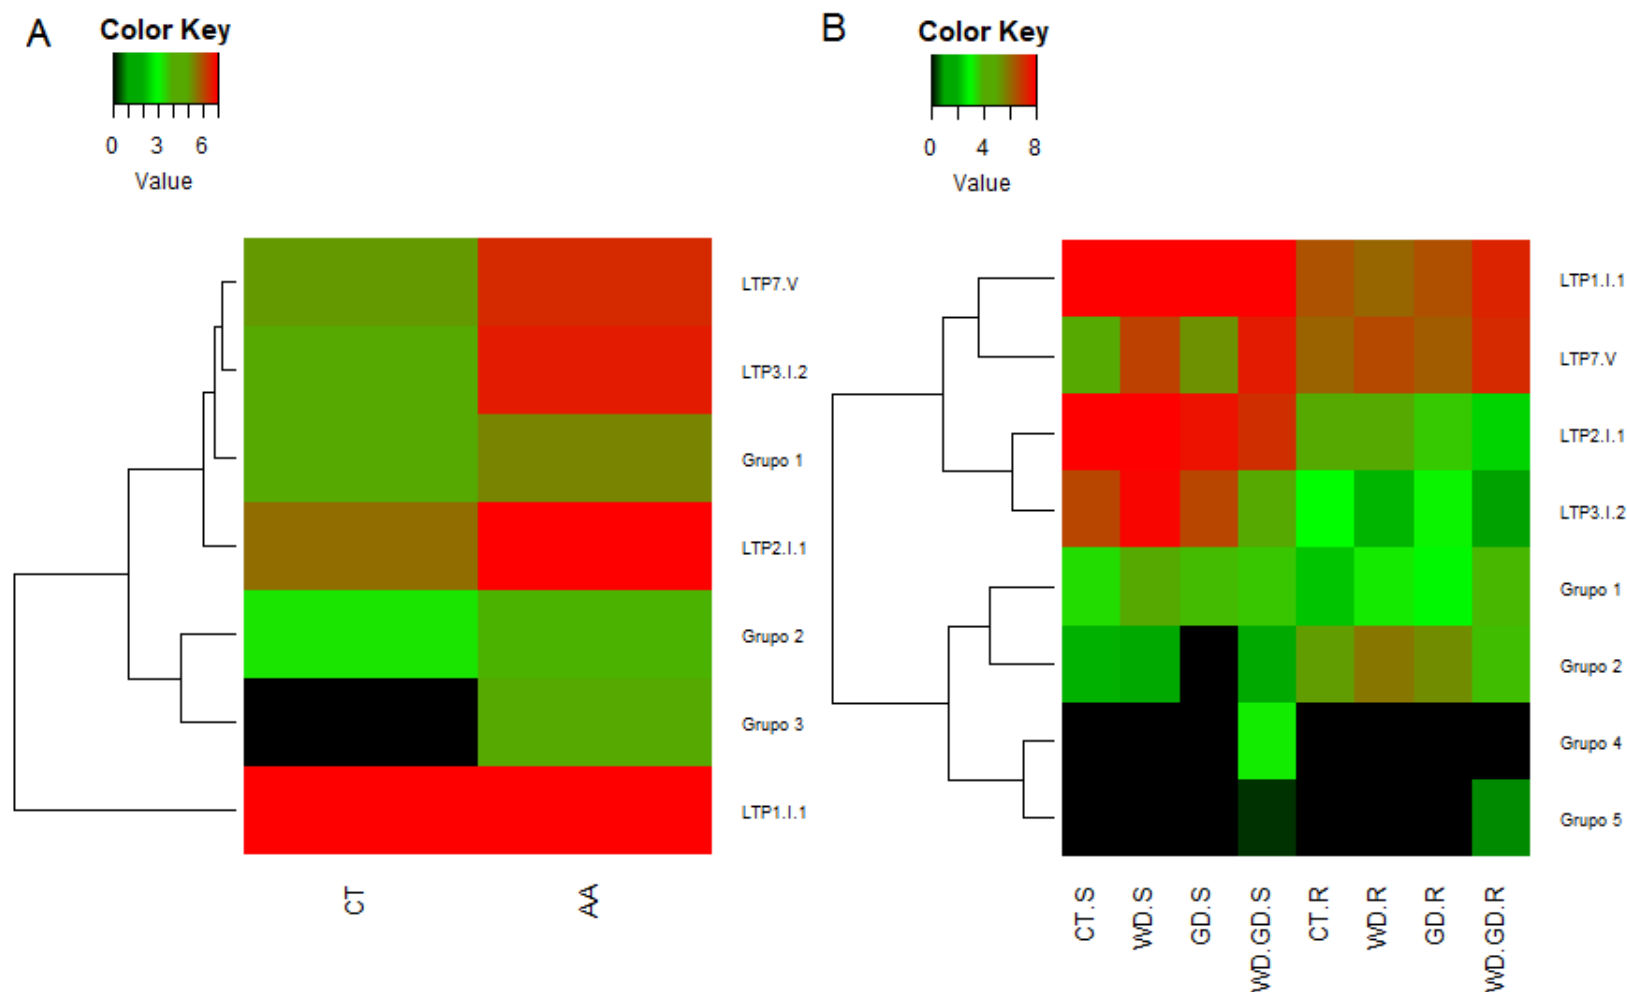 A
Color Key
0 3 6
Value
LTP7.V
LTP3.I.2
Grupo 1
LTP2.I.1
Grupo 2
Grupo 3
LTP1.I.1
CT
AA
B
Color Key
0 4 8
Value
LTP1.I.1
LTP7.V
LTP2.I.1
LTP3.I.2
Grupo 1
Grupo 2
Grupo 4
Grupo 5
CT.S
WD.S
GD.S
WD.GD.S
CT.R
WD.R
GD.R
WD.GD.R